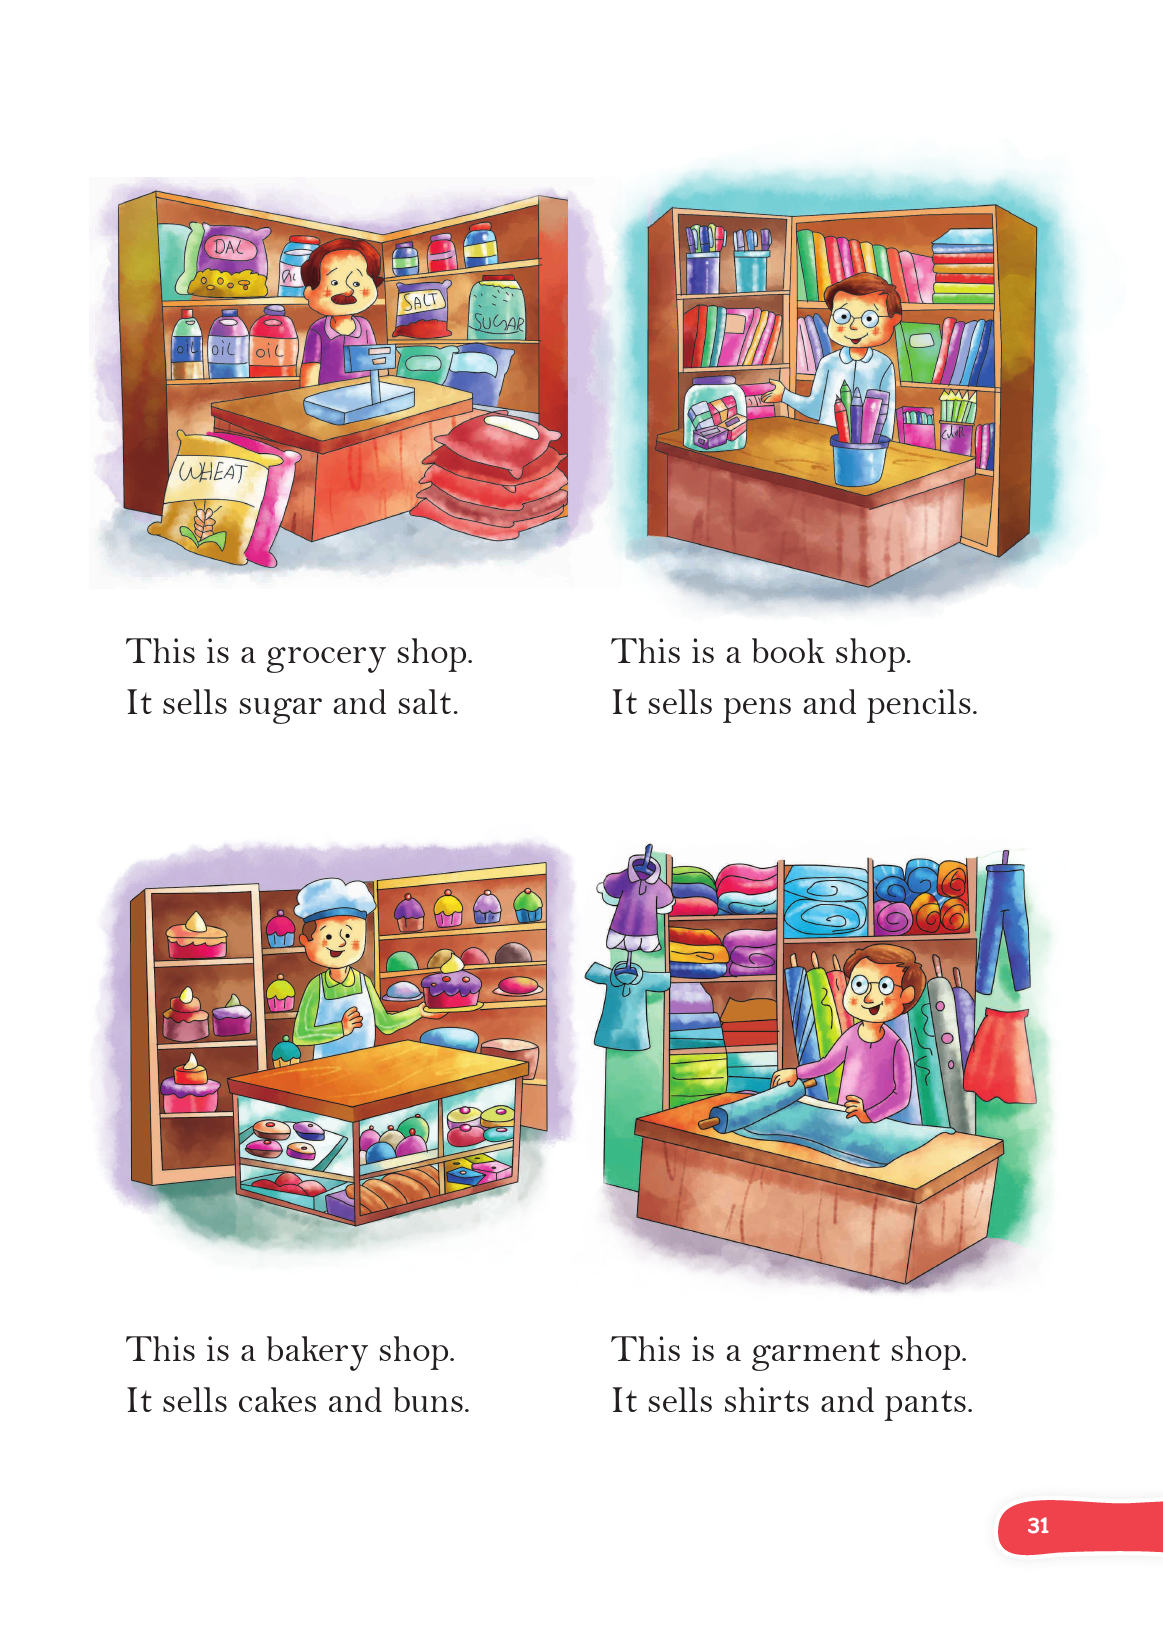 DAL
OIL
SALT
SUGAR
OIL
OIL
OIL
WHEAT
This is a grocery shop.
It sells sugar and salt.
This is a book shop.
It sells pens and pencils.
This is a bakery shop.
It sells cakes and buns.
This is a garment shop.
It sells shirts and pants.
31